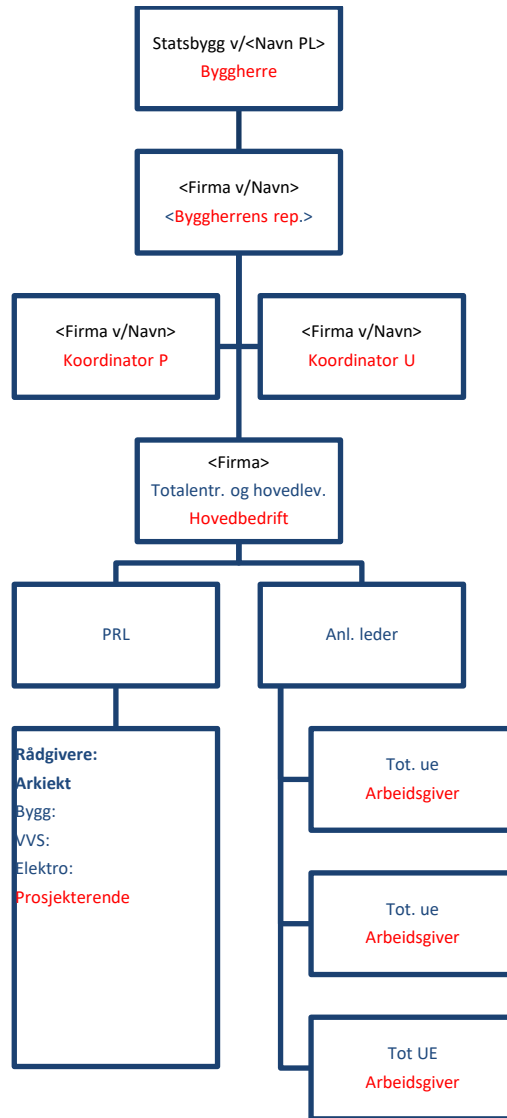 Statsbygg v/<Navn PL>
Byggherre
<Firma v/Navn>
<Byggherrens rep.>
<Firma v/Navn>
Koordinator P
<Firma v/Navn>
Koordinator U
<Firma>
Totalentr. og hovedlev.
Hovedbedrift
PRL
Anl. leder
Rådgivere:
Arkiekt
Bygg:
VVS:
Elektro:
Prosjekterende
Tot. ue
Arbeidsgiver
Tot. ue
Arbeidsgiver
Tot UE
Arbeidsgiver